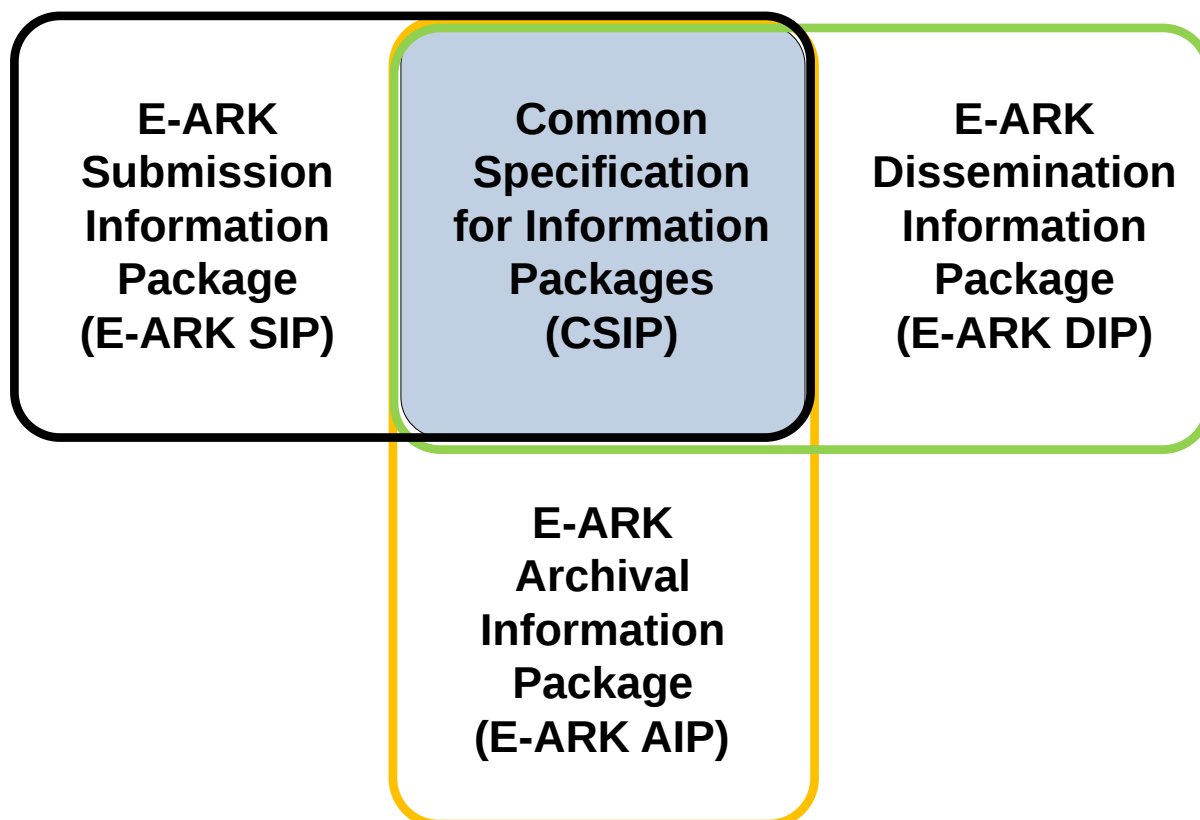 E-ARK
Submission
Information
Package
(E-ARK SIP)
Common
Specification
for Information
Packages
(CSIP)
E-ARK
Dissemination
Information
Package
(E-ARK DIP)
E-ARK
Archival
Information
Package
(E-ARK AIP)